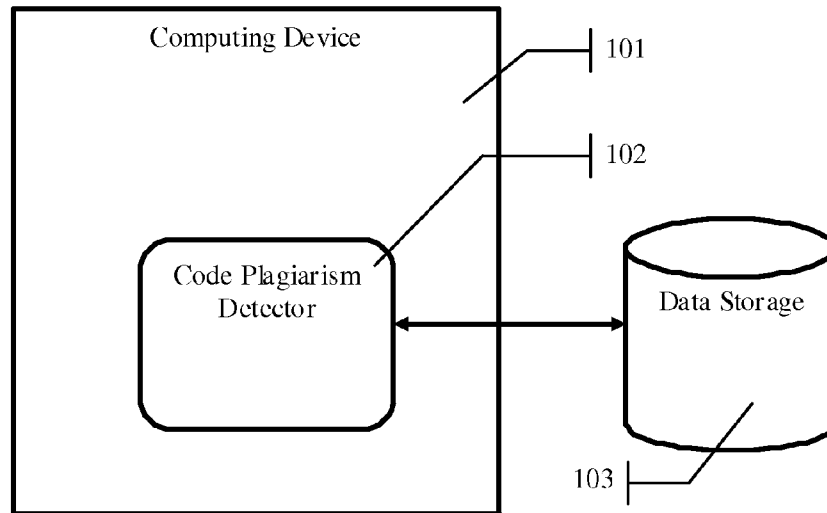 Computing Device
101
102
Code Plagiarism
Detector
Data Storage
103